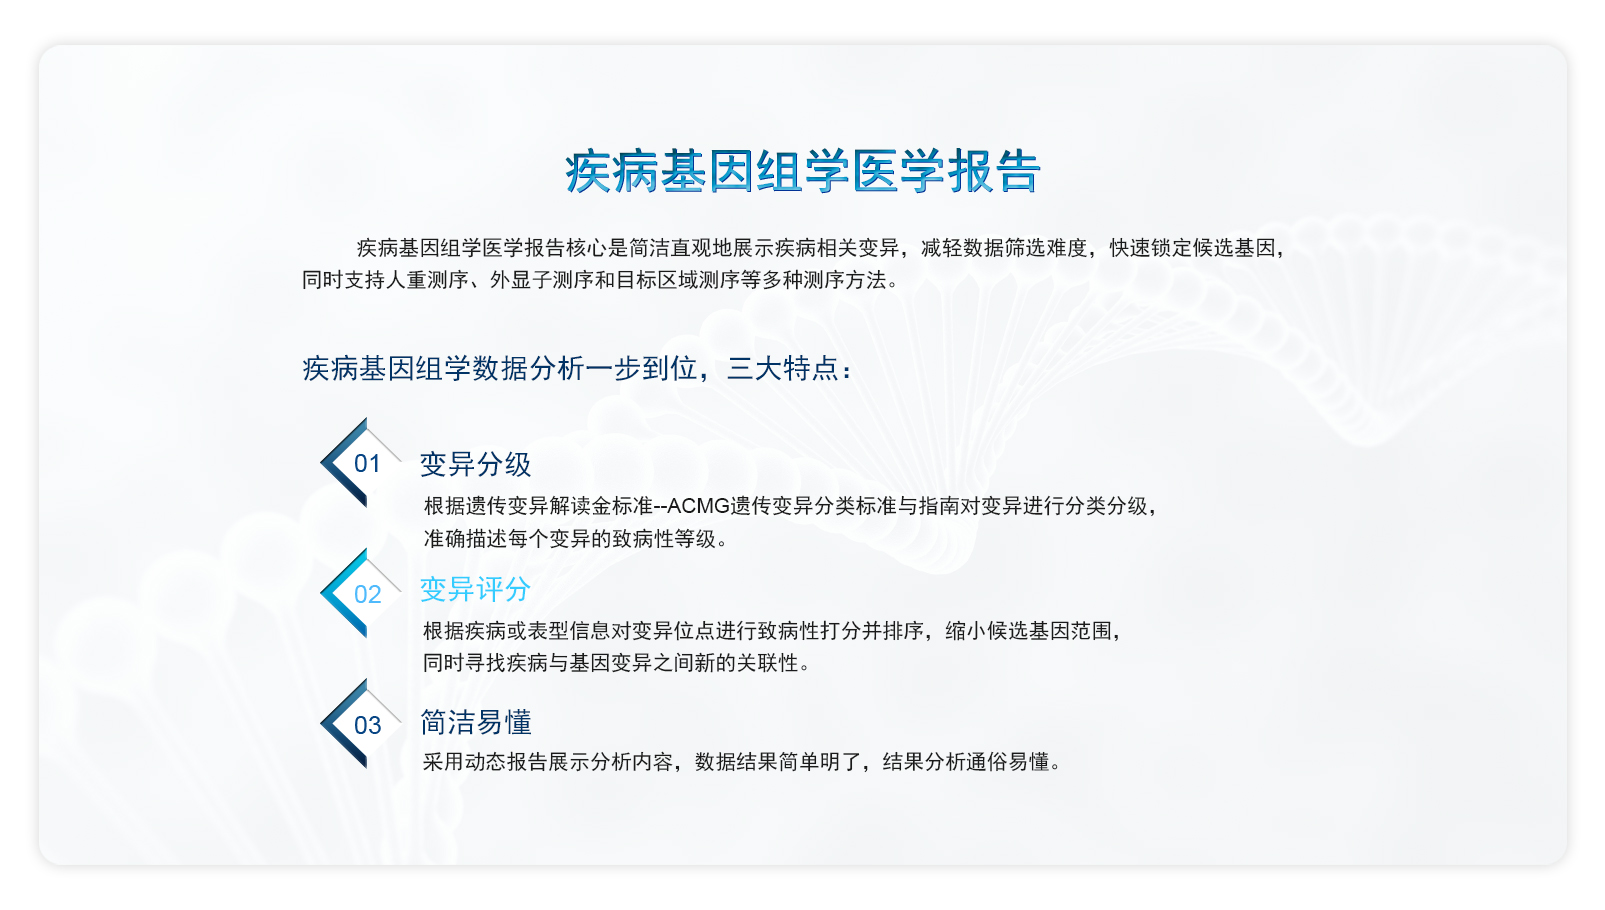 疾病基因组学医学报告
疾病基因组学医学报告核心是简洁直观地展示疾病相关变异，减轻数据筛选难度，快速锁定候选基因，
同时支持人重测序、外显子测序和目标区域测序等多种测序方法。
疾病基因组学数据分析一步到位，三大特点：
01 变异分级
根据遗传变异解读金标准--ACMG遗传变异分类标准与指南对变异进行分类分级，
准确描述每个变异的致病性等级。
02 变异评分
根据疾病或表型信息对变异位点进行致病性打分并排序，缩小候选基因范围，
同时寻找疾病与基因变异之间新的关联性。
03 简洁易懂
采用动态报告展示分析内容，数据结果简单明了，结果分析通俗易懂。